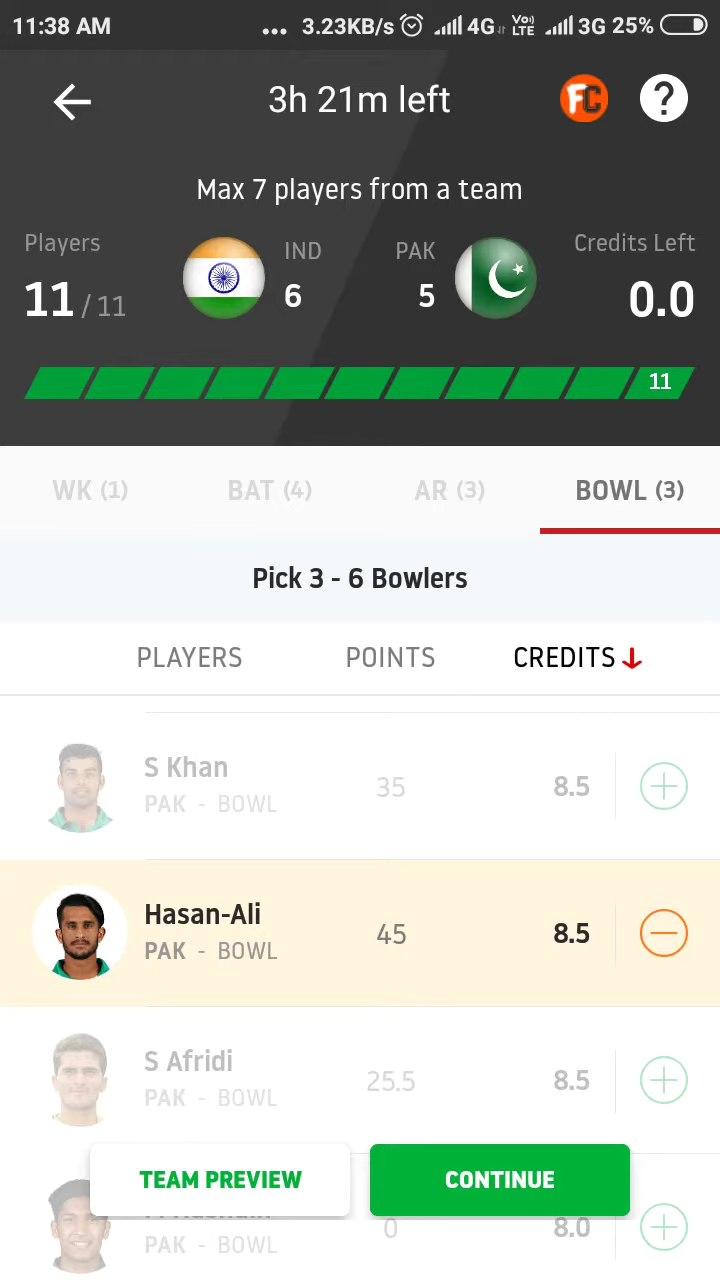 11:38 AM ... 3.23KB/s 4G Vo) LTE 3G 25%
3h 21m left FC ?
Max 7 players from a team
Players IND PAK Credits Left
11 / 11 6 5 0.0
11
WK (1) BAT (4) AR (3) BOWL (3)
Pick 3 - 6 Bowlers
PLAYERS POINTS CREDITS
S Khan
PAK - BOWL 35 8.5
Hasan-Ali
PAK - BOWL 45 8.5
S Afridi
PAK - BOWL 25.5 8.5
TEAM PREVIEW CONTINUE
0 8.0
PAK - BOWL